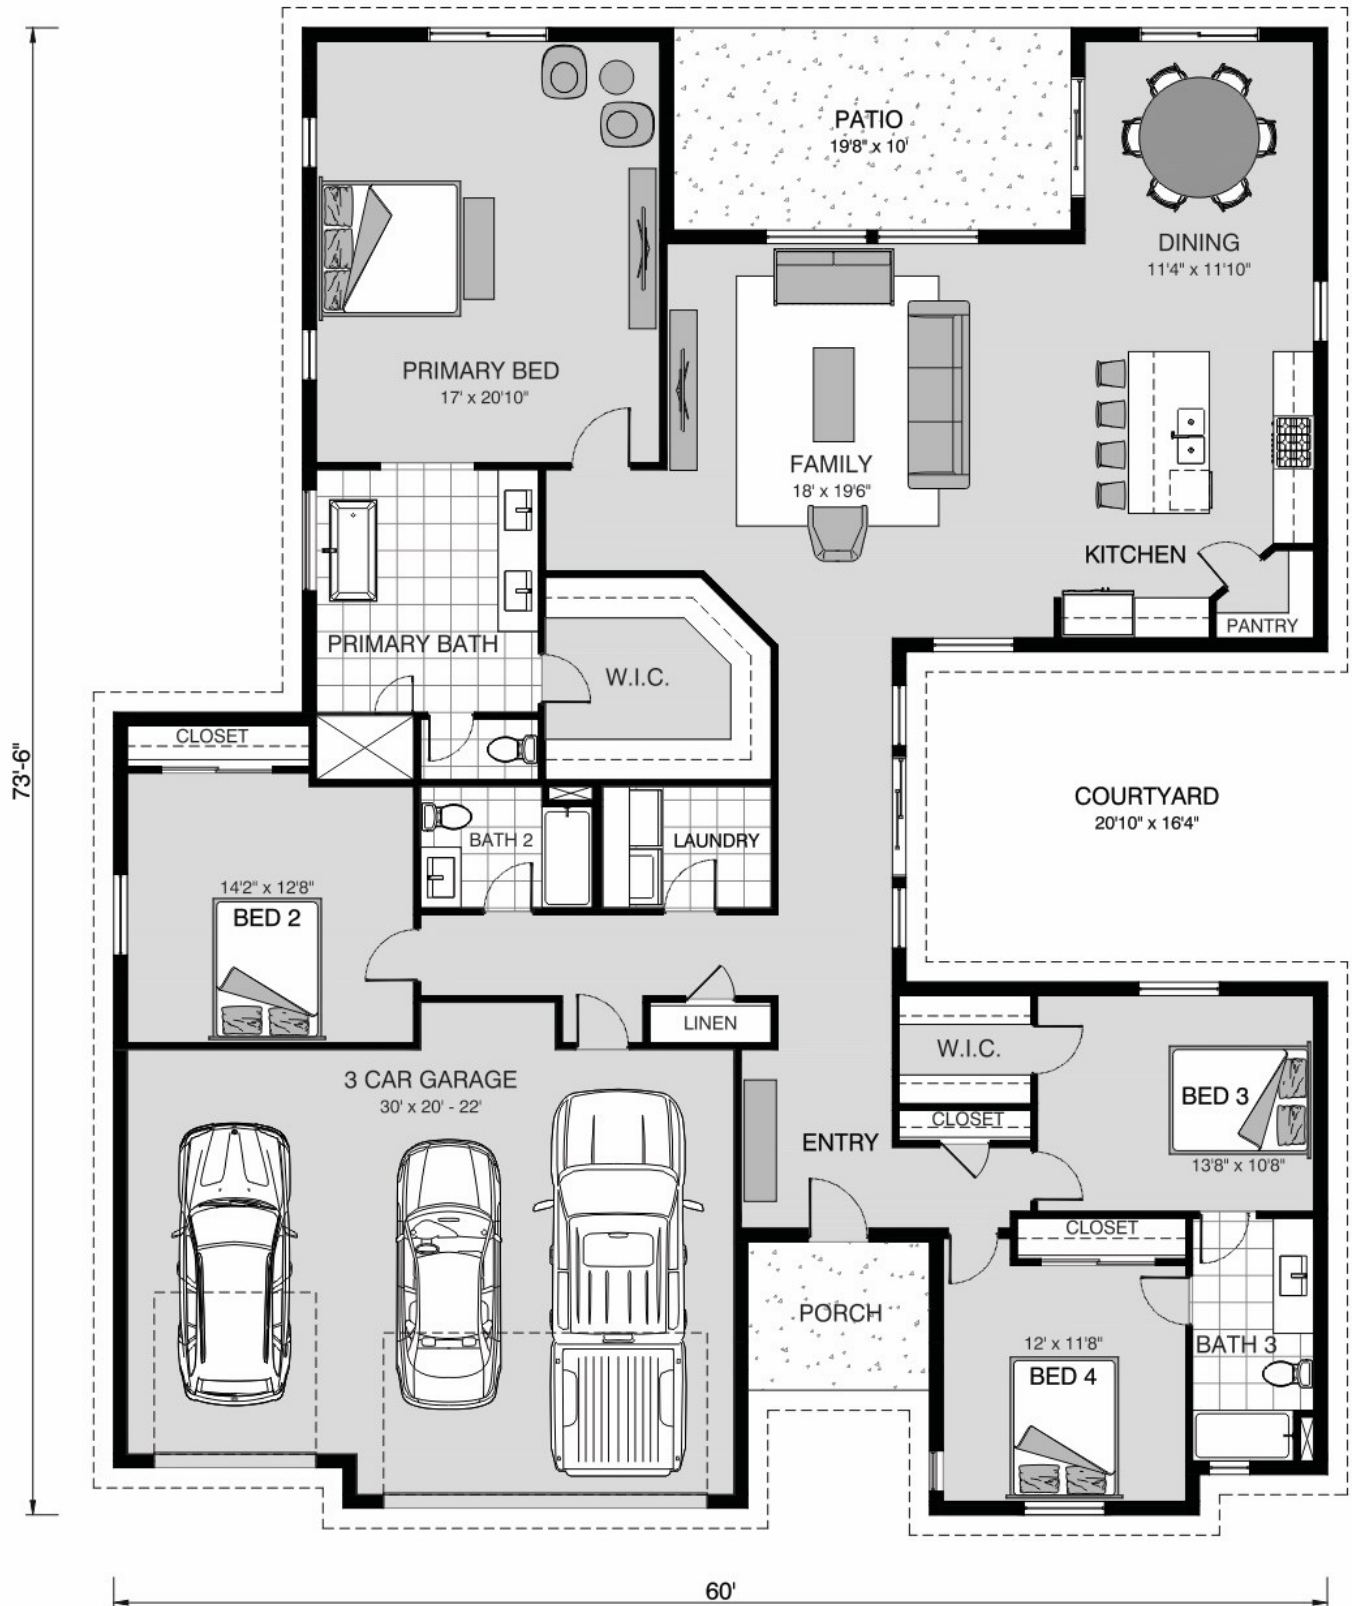 PATIO
19'8" x 10'
DINING
11'4" x 11'10"
PRIMARY BED
17' x 20'10"
FAMILY
18' x 19'6"
KITCHEN
PANTRY
PRIMARY BATH
W.I.C.
CLOSET
73'-6"
COURTYARD
20'10" x 16'4"
BATH 2
LAUNDRY
14'2" x 12'8"
BED 2
LINEN
W.I.C.
3 CAR GARAGE
30' x 20' - 22'
BED 3
13'8" x 10'8"
CLOSET
ENTRY
CLOSET
PORCH
12' x 11'8"
BED 4
BATH 3
60'